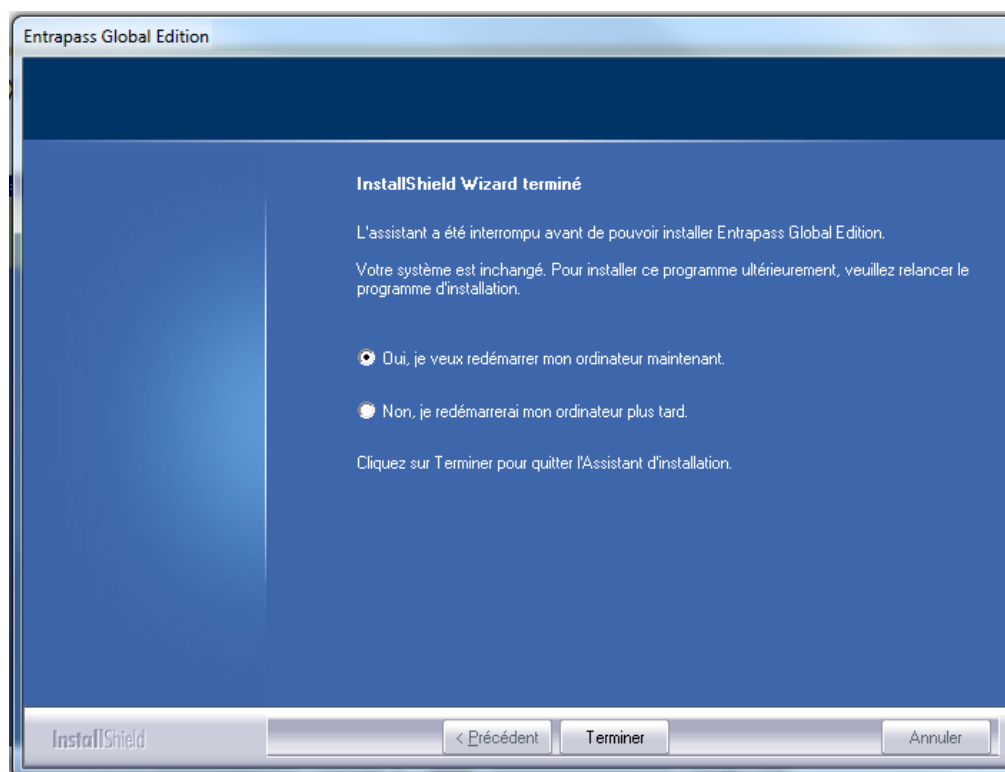 Entrapass Global Edition
InstallShield Wizard terminé
L'assistant a été interrompu avant de pouvoir installer Entrapass Global Edition.
Votre système est inchangé. Pour installer ce programme ultérieurement, veuillez relancer le
programme d'installation.
Oui, je veux redémarrer mon ordinateur maintenant.
Non, je redémarrerai mon ordinateur plus tard.
Cliquez sur Terminer pour quitter l'Assistant d'installation.
InstallShield
< Précédent
Terminer
Annuler